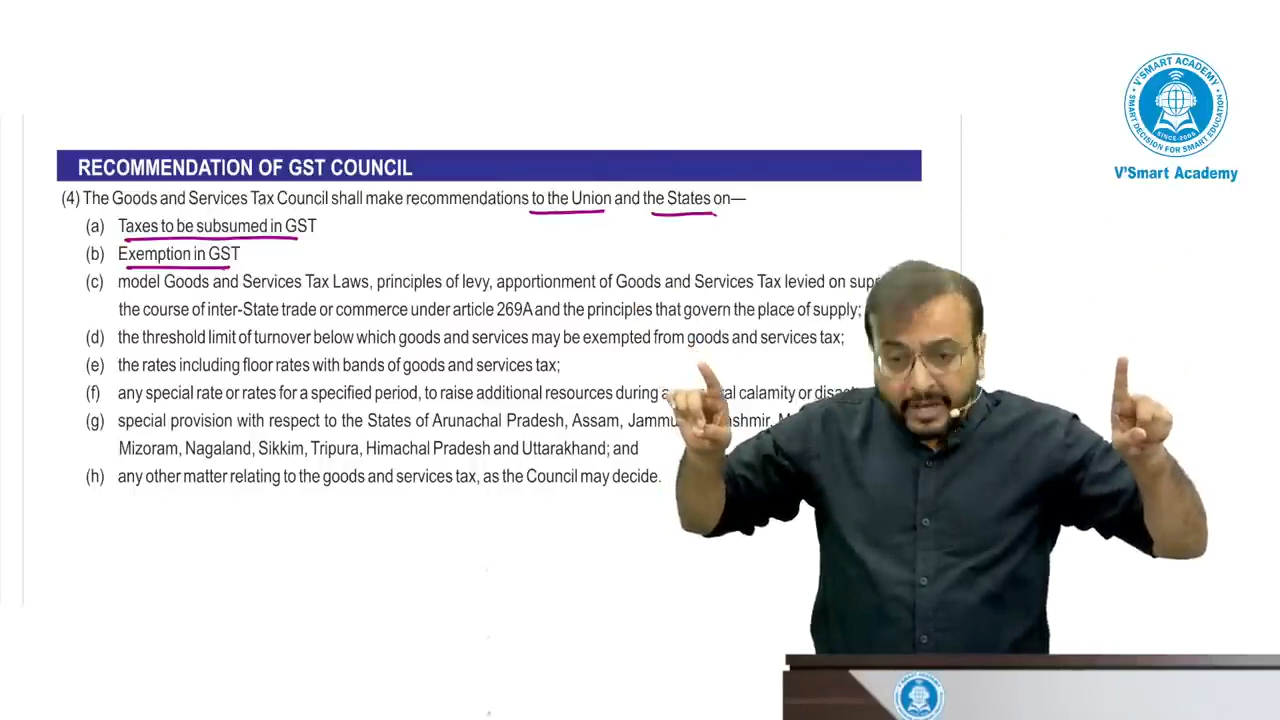 V'SMART ACADEMY
SMART DECISION FOR SMART EDUCATION
V'Smart Academy
RECOMMENDATION OF GST COUNCIL
(4) The Goods and Services Tax Council shall make recommendations to the Union and the States on—
(a) Taxes to be subsumed in GST
(b) Exemption in GST
(c) model Goods and Services Tax Laws, principles of levy, apportionment of Goods and Services Tax levied on
the course of inter-State trade or commerce under article 269A and the principles that govern the place of supply;
(d) the threshold limit of turnover below which goods and services may be exempted from goods and services tax;
(e) the rates including floor rates with bands of goods and services tax;
(f) any special rate or rates for a specified period, to raise additional resources during calamity or
(g) special provision with respect to the States of Arunachal Pradesh, Assam,
Mizoram, Nagaland, Sikkim, Tripura, Himachal Pradesh and Uttarakhand; and
(h) any other matter relating to the goods and services tax, as the Council may decide.